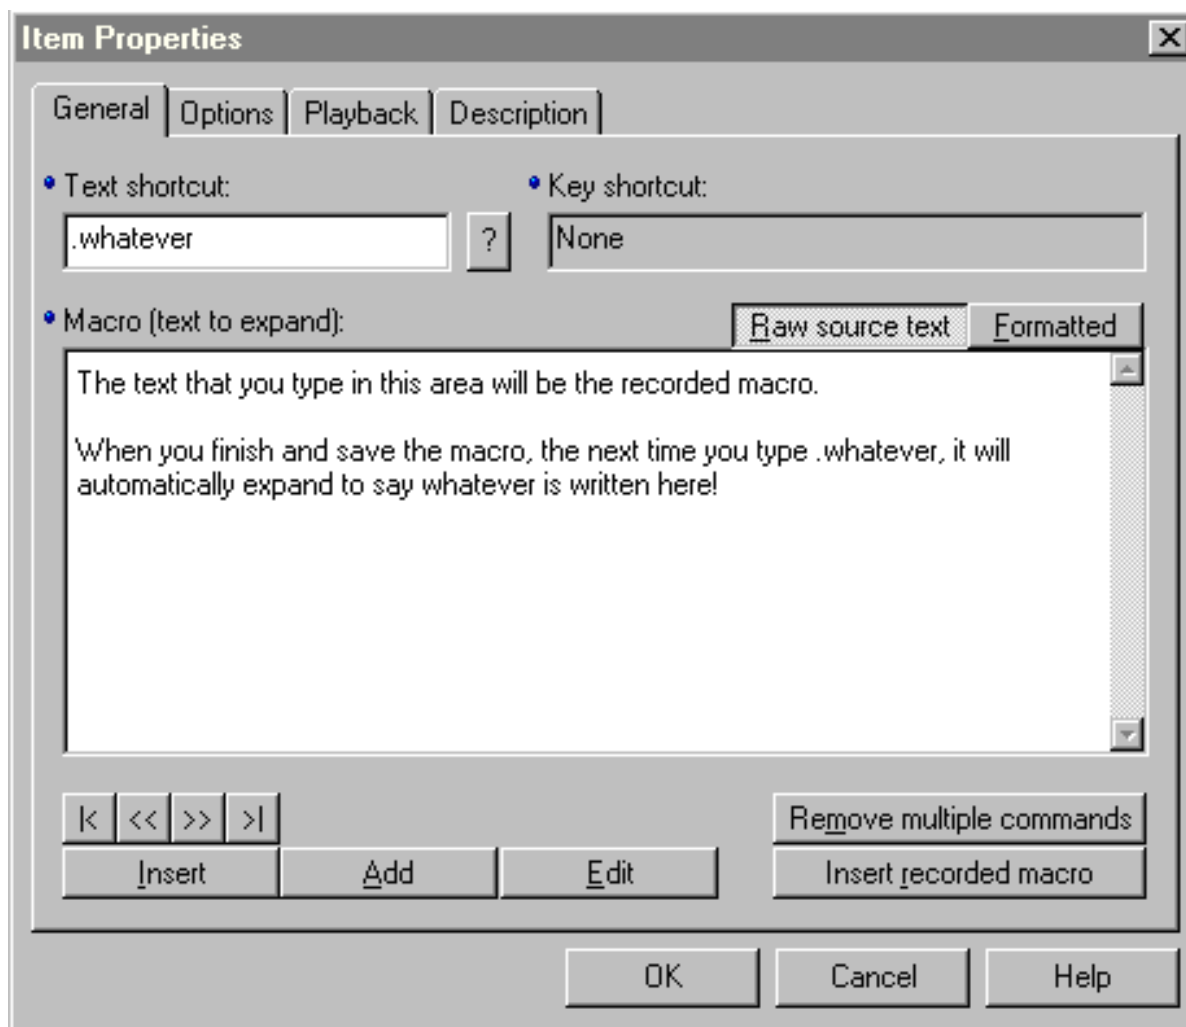 Item Properties
General Options Playback Description
Text shortcut: Key shortcut:
.whatever ? None
Macro (text to expand): Raw source text Formatted
The text that you type in this area will be the recorded macro.
When you finish and save the macro, the next time you type .whatever, it will
automatically expand to say whatever is written here!
|< << >> >| Remove multiple commands
Insert Add Edit Insert recorded macro
OK Cancel Help